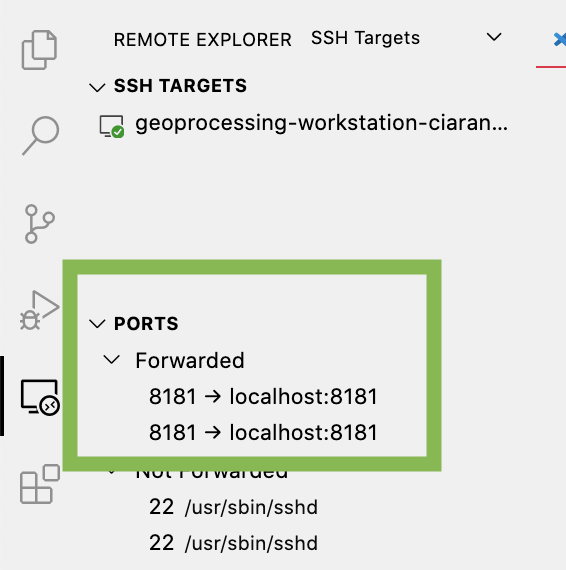 REMOTE EXPLORER SSH Targets
SSH TARGETS
geoprocessing-workstation-ciaran...
PORTS
Forwarded
8181 → localhost:8181
8181 → localhost:8181
Not Forwarded
22 /usr/sbin/sshd
22 /usr/sbin/sshd